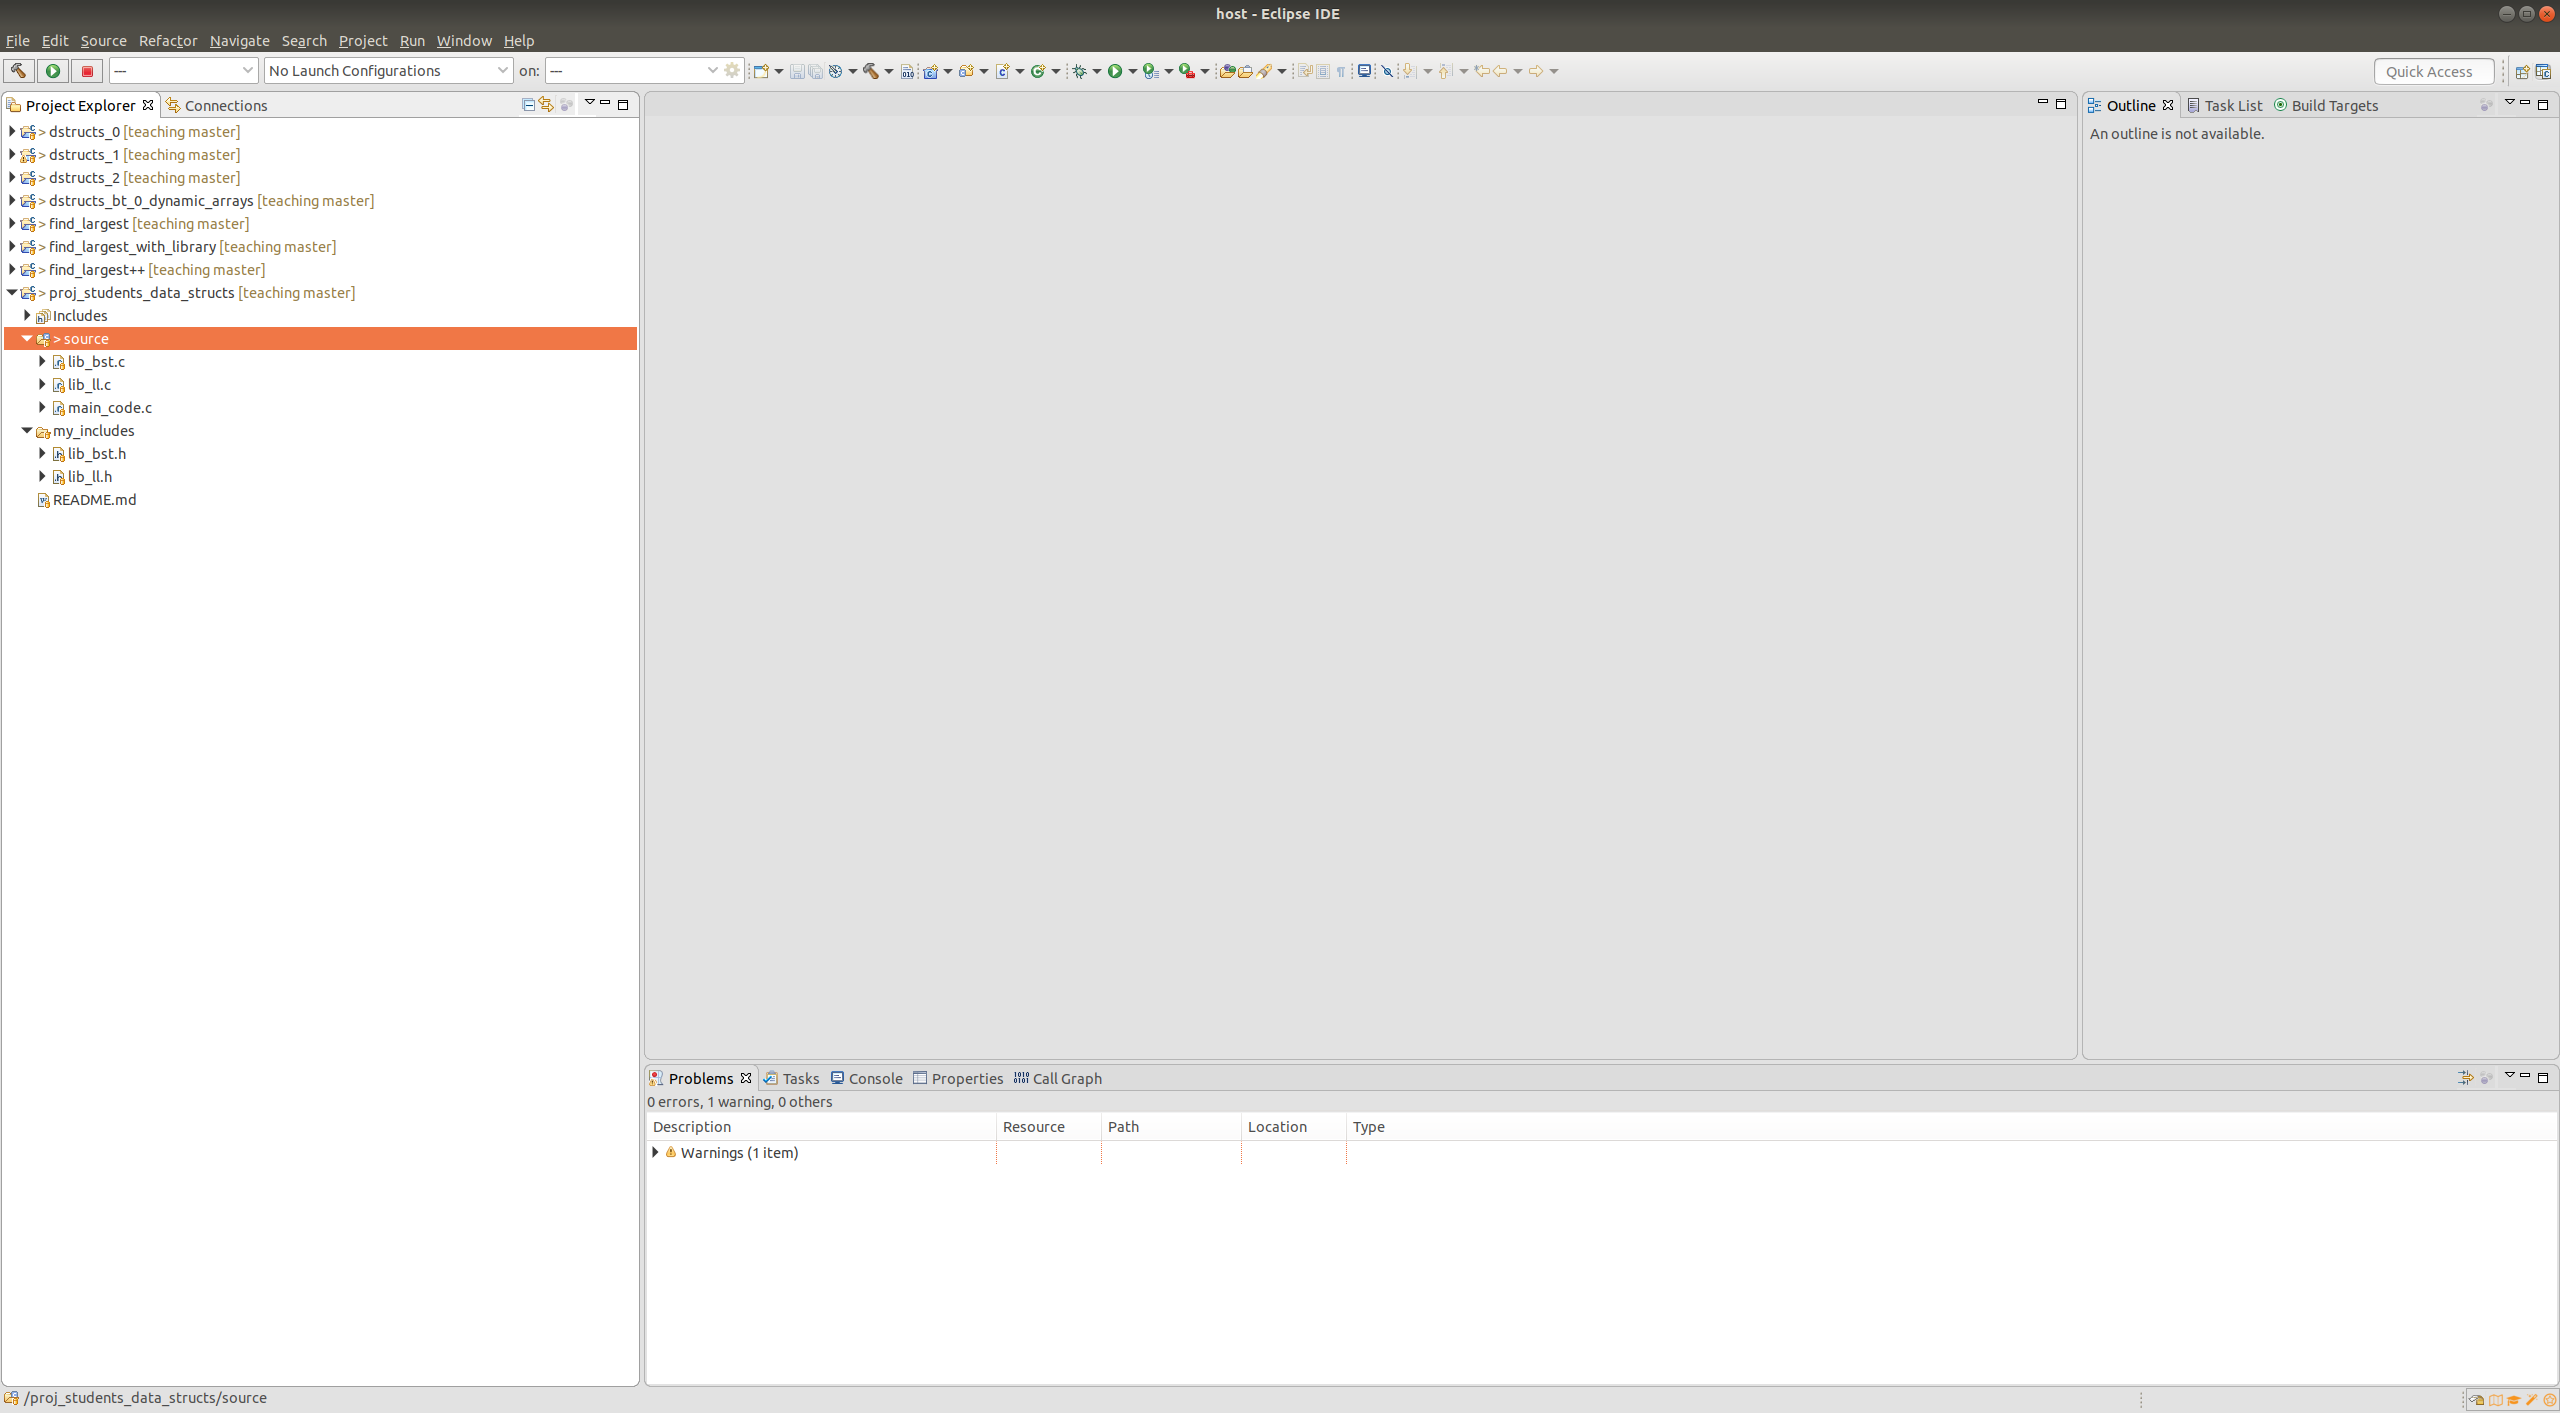 host - Eclipse IDE
File Edit Source Refactor Navigate Search Project Run Window Help
--- No Launch Configurations on: --- Quick Access
Project Explorer Connections
> dstructs_0 [teaching master]
> dstructs_1 [teaching master]
> dstructs_2 [teaching master]
> dstructs_bt_0_dynamic_arrays [teaching master]
> find_largest [teaching master]
> find_largest_with_library [teaching master]
> find_largest++ [teaching master]
> proj_students_data_structs [teaching master]
Includes
> source
lib_bst.c
lib_ll.c
main_code.c
my_includes
lib_bst.h
lib_ll.h
README.md
Outline Task List Build Targets
An outline is not available.
Problems Tasks Console Properties Call Graph
0 errors, 1 warning, 0 others
Description Resource Path Location Type
Warnings (1 item)
/proj_students_data_structs/source